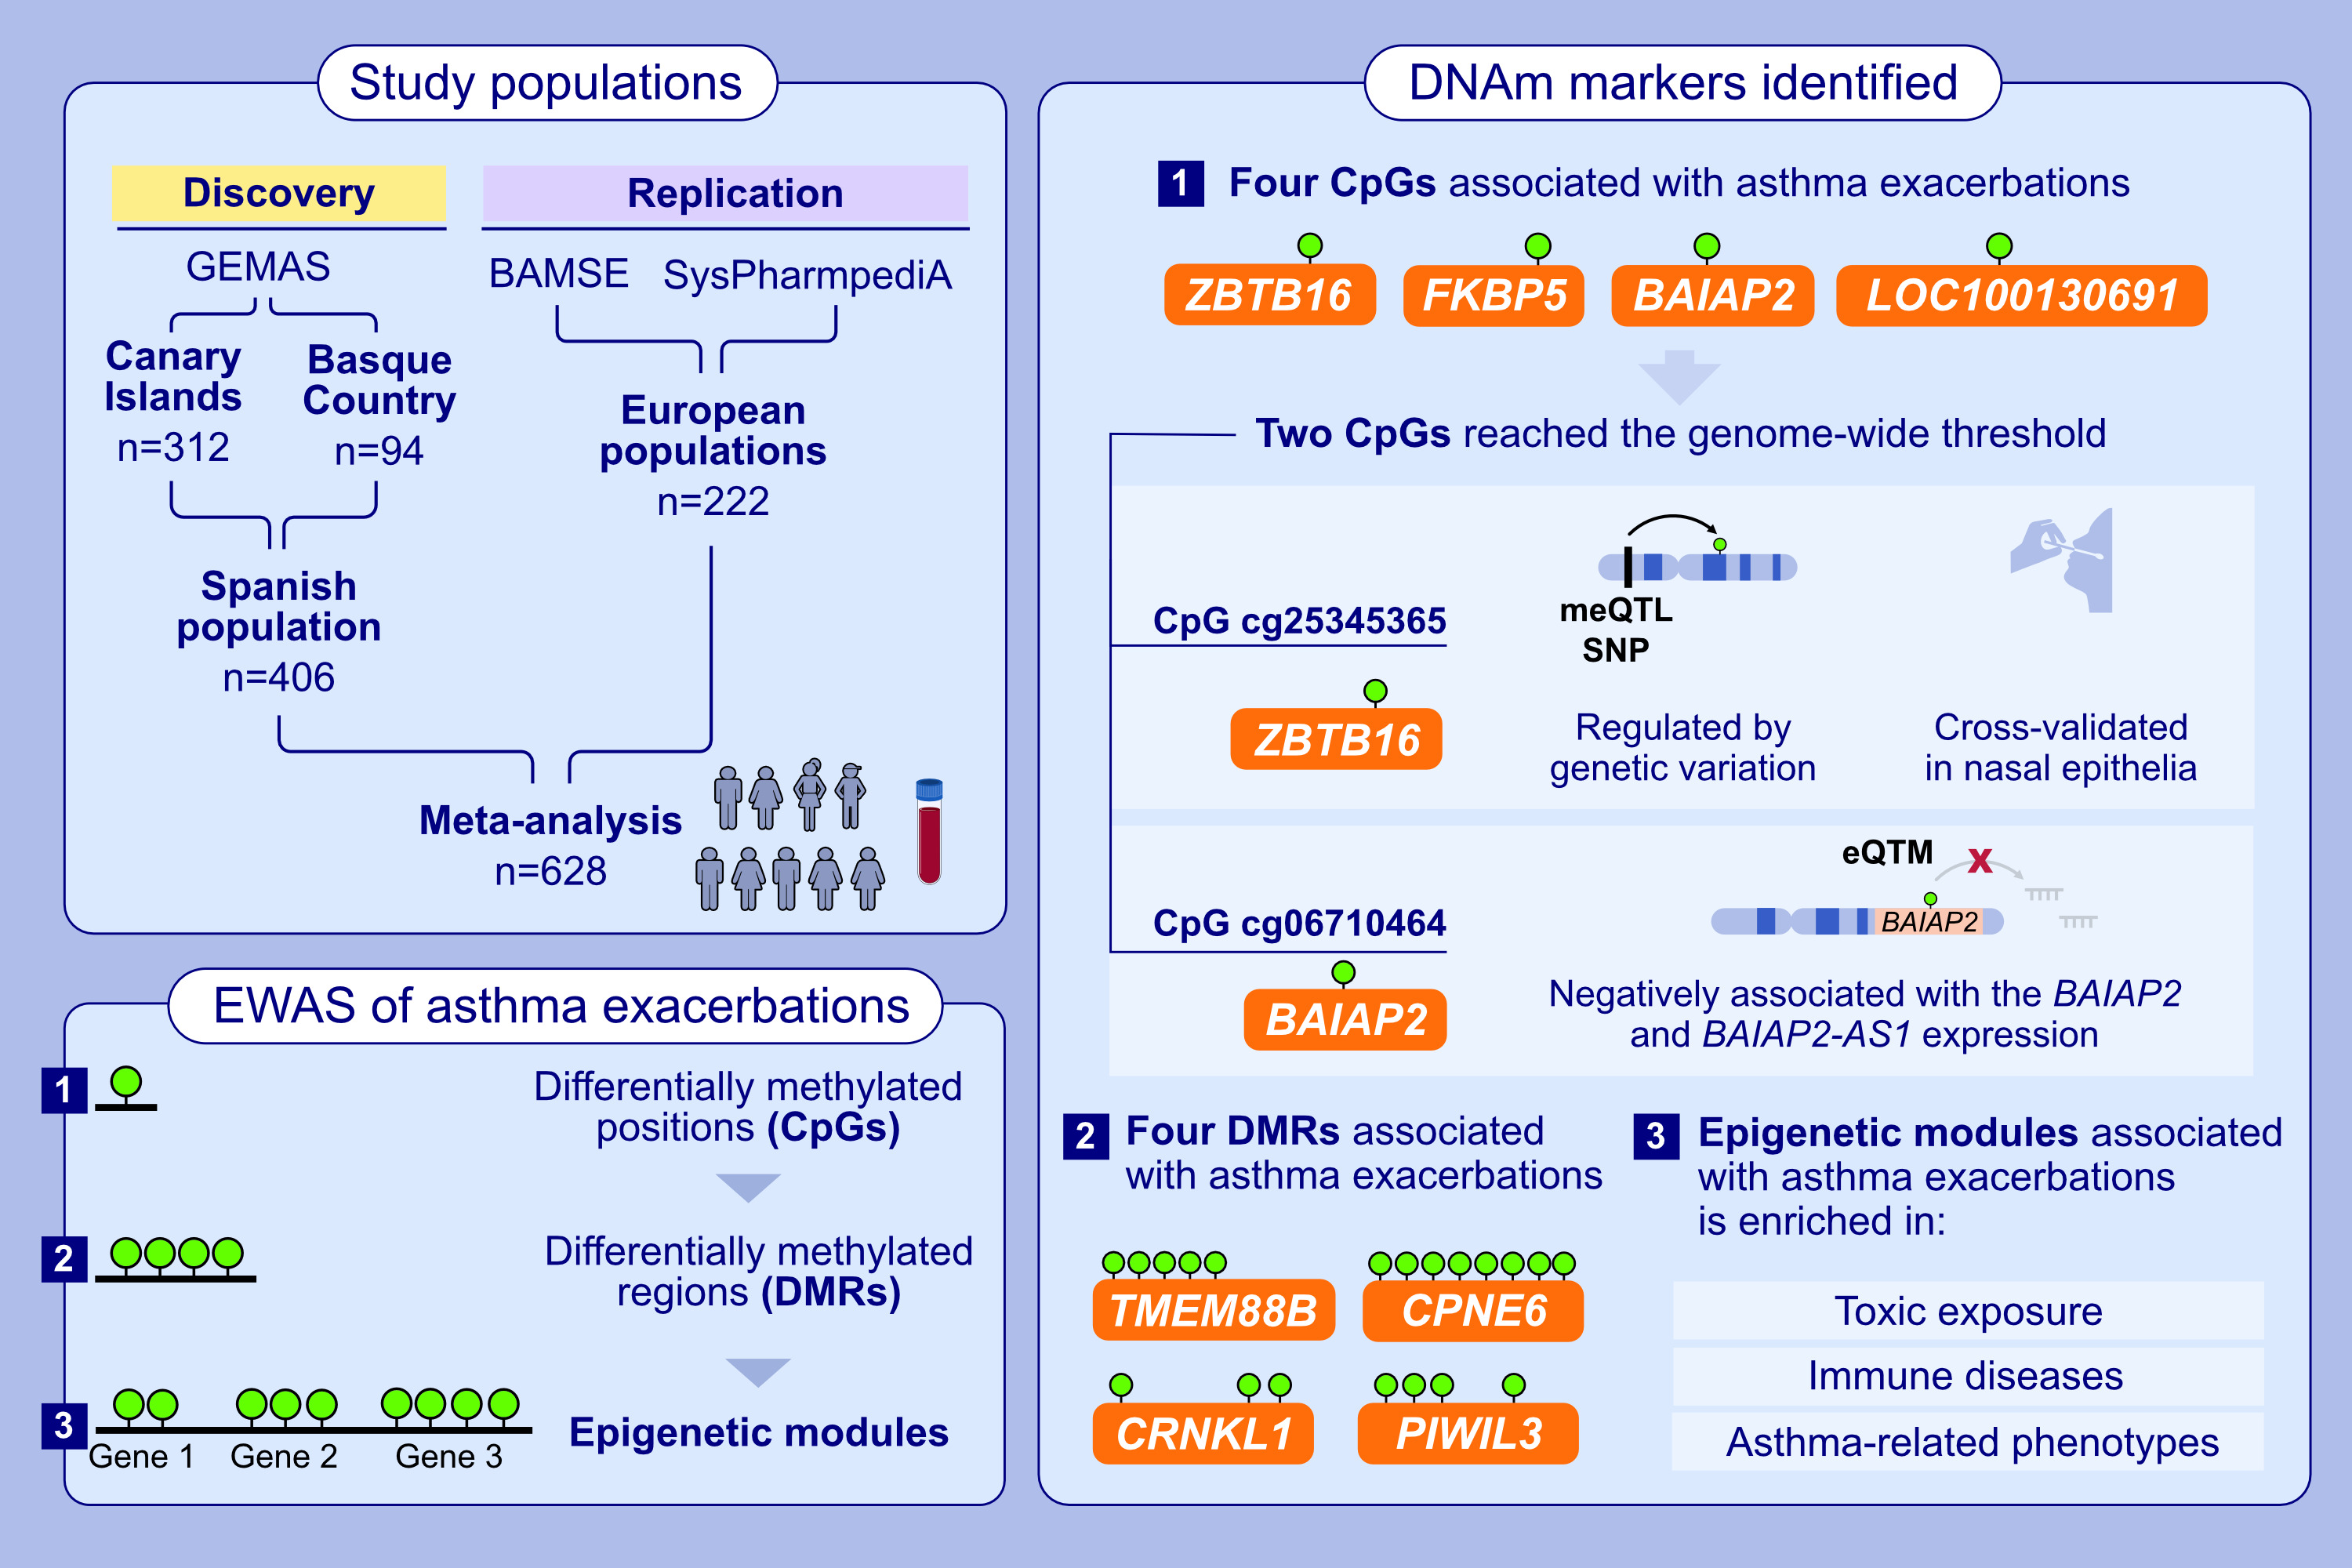 Study populations
Discovery
Replication
GEMAS
BAMSE
SysPharmpediA
Canary
Islands
n=312
Basque
Country
n=94
European
populations
n=222
Spanish
population
n=406
Meta-analysis
n=628
EWAS of asthma exacerbations
1
Differentially methylated
positions (CpGs)
2
Differentially methylated
regions (DMRs)
3
Gene 1
Gene 2
Gene 3
Epigenetic modules
DNAm markers identified
1 Four CpGs associated with asthma exacerbations
ZBTB16
FKBP5
BAIAP2
LOC100130691
Two CpGs reached the genome-wide threshold
CpG cg25345365
ZBTB16
meQTL
SNP
Regulated by
genetic variation
Cross-validated
in nasal epithelia
CpG cg06710464
BAIAP2
eQTM
X
BAIAP2
Negatively associated with the BAIAP2
and BAIAP2-AS1 expression
2 Four DMRs associated
with asthma exacerbations
TMEM88B
CPNE6
CRNKL1
PIWIL3
3 Epigenetic modules associated
with asthma exacerbations
is enriched in:
Toxic exposure
Immune diseases
Asthma-related phenotypes